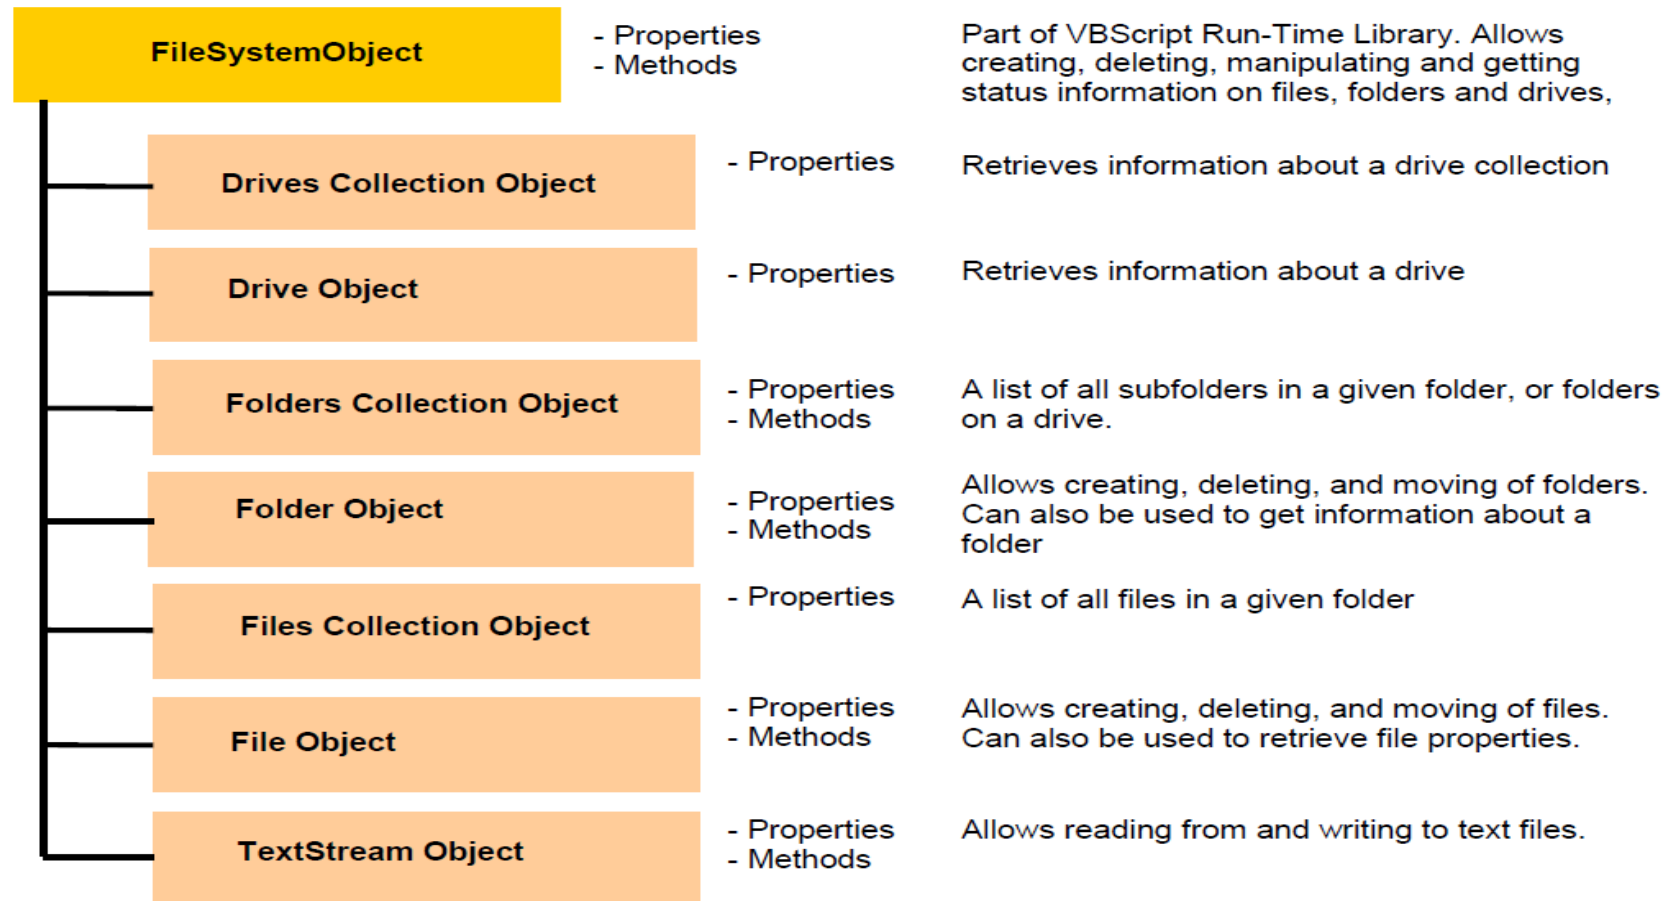 FileSystemObject
- Properties
- Methods
Part of VBScript Run-Time Library. Allows
creating, deleting, manipulating and getting
status information on files, folders and drives,
Drives Collection Object
- Properties
Retrieves information about a drive collection
Drive Object
- Properties
Retrieves information about a drive
Folders Collection Object
- Properties
- Methods
A list of all subfolders in a given folder, or folders
on a drive.
Folder Object
- Properties
- Methods
Allows creating, deleting, and moving of folders.
Can also be used to get information about a
folder
Files Collection Object
- Properties
A list of all files in a given folder
File Object
- Properties
- Methods
Allows creating, deleting, and moving of files.
Can also be used to retrieve file properties.
TextStream Object
- Properties
- Methods
Allows reading from and writing to text files.